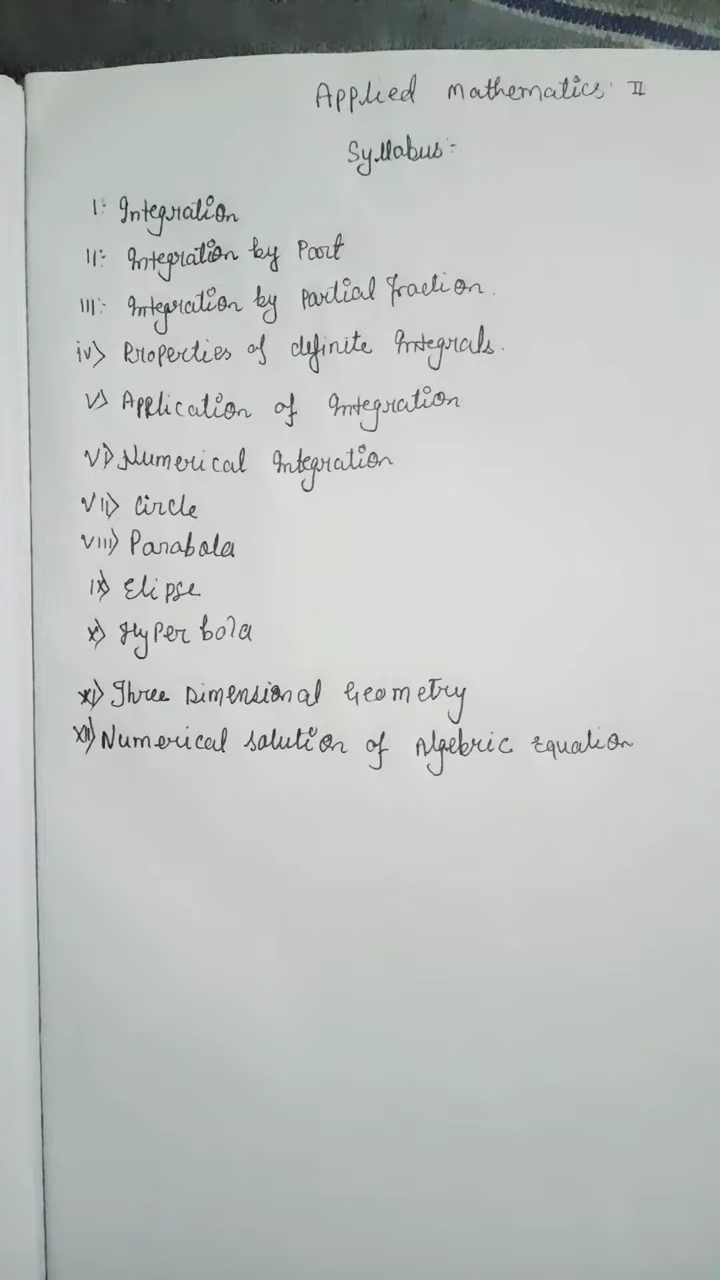 Applied Mathematics II
Syllabus:-
I:- Integration
II:- Integration by Part
III:- Integration by Partial fraction.
iv) Properties of definite Integrals.
v) Application of Integration
vi) Numerical Integration
vii) Circle
viii) Parabola
ix) Elipse
x) Hyperbola
xi) Three Dimensional Geometry
xii) Numerical solution of Algebric Equation